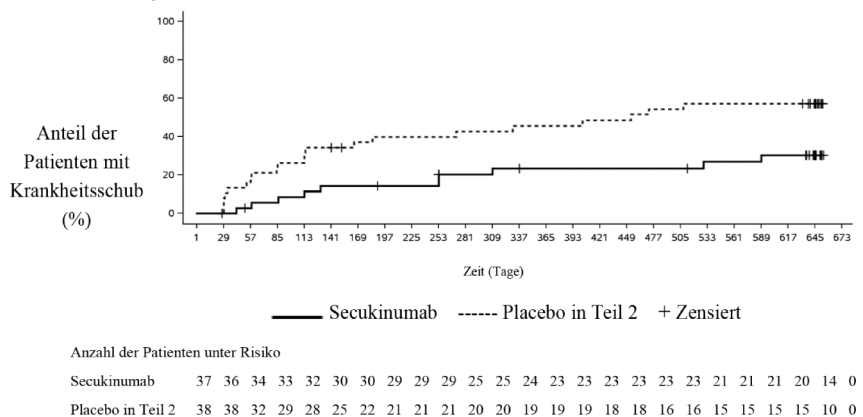 100
80
60
40
20
0
Anteil der
Patienten mit
Krankheitsschub
(%)
1 29 57 85 113 141 169 197 225 253 281 309 337 365 393 421 449 477 505 533 561 589 617 645 673
Zeit (Tage)
Secukinumab Placebo in Teil 2 + Zensiert
Anzahl der Patienten unter Risiko
Secukinumab 37 36 34 33 32 30 30 29 29 29 25 25 24 23 23 23 23 23 23 21 21 21 20 14 0
Placebo in Teil 2 38 38 32 29 28 25 22 21 21 21 20 20 19 19 19 18 18 16 16 15 15 15 15 10 0